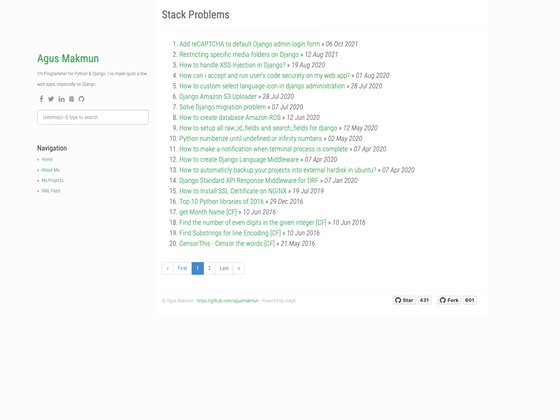 Stack Problems
Agus Makmun
I'm Programmer for Python & Django. I've made quite a few
web apps, especially on Django.
[sitemap]~$ type to search
Navigation
» Home
» About Me
» My Projects
» XML Feed
1. Add reCAPTCHA to default Django admin login form » 06 Oct 2021
2. Restricting specific media folders on Django » 12 Aug 2021
3. How to handle XSS Injection in Django? » 19 Aug 2020
4. How can i accept and run user's code securely on my web app? » 01 Aug 2020
5. How to custom select language icon in django administration » 28 Jul 2020
6. Django Amazon S3 Uploader » 28 Jul 2020
7. Solve Django migration problem » 07 Jul 2020
8. How to create database Amazon RDS » 12 Jun 2020
9. How to setup all raw_id_fields and search_fields for django » 12 May 2020
10. Python numberize until undefined or infinity numbers » 02 May 2020
11. How to make a notification when terminal process is complete » 07 Apr 2020
12. How to create Django Language Middleware » 07 Apr 2020
13. How to automaticly backup your projects into external hardisk in ubuntu? » 07 Apr 2020
14. Django Standard API Response Middleware for DRF » 07 Jan 2020
15. How to Install SSL Certificate on NGINX » 19 Jul 2019
16. Top 10 Python libraries of 2016 » 29 Dec 2016
17. get Month Name [CF] » 10 Jun 2016
18. Find the number of even digits in the given integer [CF] » 10 Jun 2016
19. Find Substrings for line Encoding [CF] » 10 Jun 2016
20. CensorThis - Censor the words [CF] » 21 May 2016
« First 1 2 Last »
© Agus Makmun - https://github.com/agusmakmun - Powered by Jekyll.
Star 431 Fork 601